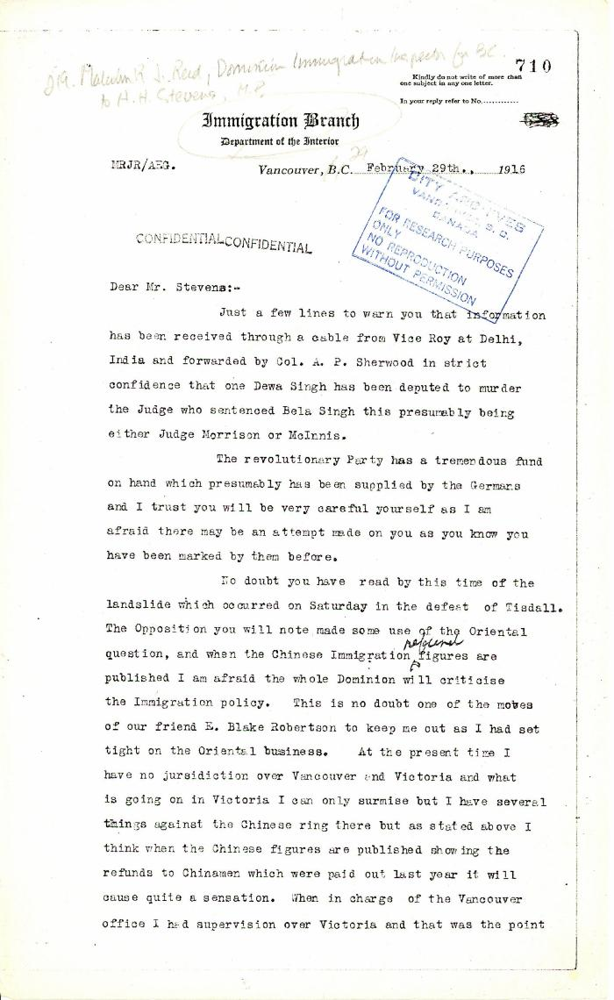 710
219. Malcolm R. J. Reid, Dominion Immigration Inspector for B.C.
to H. H. Stevens, M.P.
Kindly do not write of more than
one subject in any one letter.
In your reply refer to No.............
Immigration Branch
Department of the Interior
MRJR/AEG.
29
Vancouver, B.C. February 29th., 1916
CITY ARCHIVES
VANCOUVER B. C.
CANADA
FOR RESEARCH PURPOSES
ONLY
NO REPRODUCTION
WITHOUT PERMISSION
CONFIDENTIAL CONFIDENTIAL
Dear Mr. Stevens:-
Just a few lines to warn you that information
has been received through a cable from Vice Roy at Delhi,
India and forwarded by Col. A. P. Sherwood in strict
confidence that one Dewa Singh has been deputed to murder
the Judge who sentenced Bela Singh this presumably being
either Judge Morrison or McInnis.
The revolutionary Party has a tremendous fund
on hand which presumably has been supplied by the Germans
and I trust you will be very careful yourself as I am
afraid there may be an attempt made on you as you know you
have been marked by them before.
No doubt you have read by this time of the
landslide which occurred on Saturday in the defeat of Tisdall.
The Opposition you will note made some use of the Oriental
refund
question, and when the Chinese Immigration figures are
published I am afraid the whole Dominion will criticise
the Immigration policy. This is no doubt one of the moves
of our friend E. Blake Robertson to keep me out as I had set
tight on the Oriental business. At the present time I
have no jursidiction over Vancouver and Victoria and what
is going on in Victoria I can only surmise but I have several
things against the Chinese ring there but as stated above I
think when the Chinese figures are published showing the
refunds to Chinamen which were paid out last year it will
cause quite a sensation. When in charge of the Vancouver
office I had supervision over Victoria and that was the point